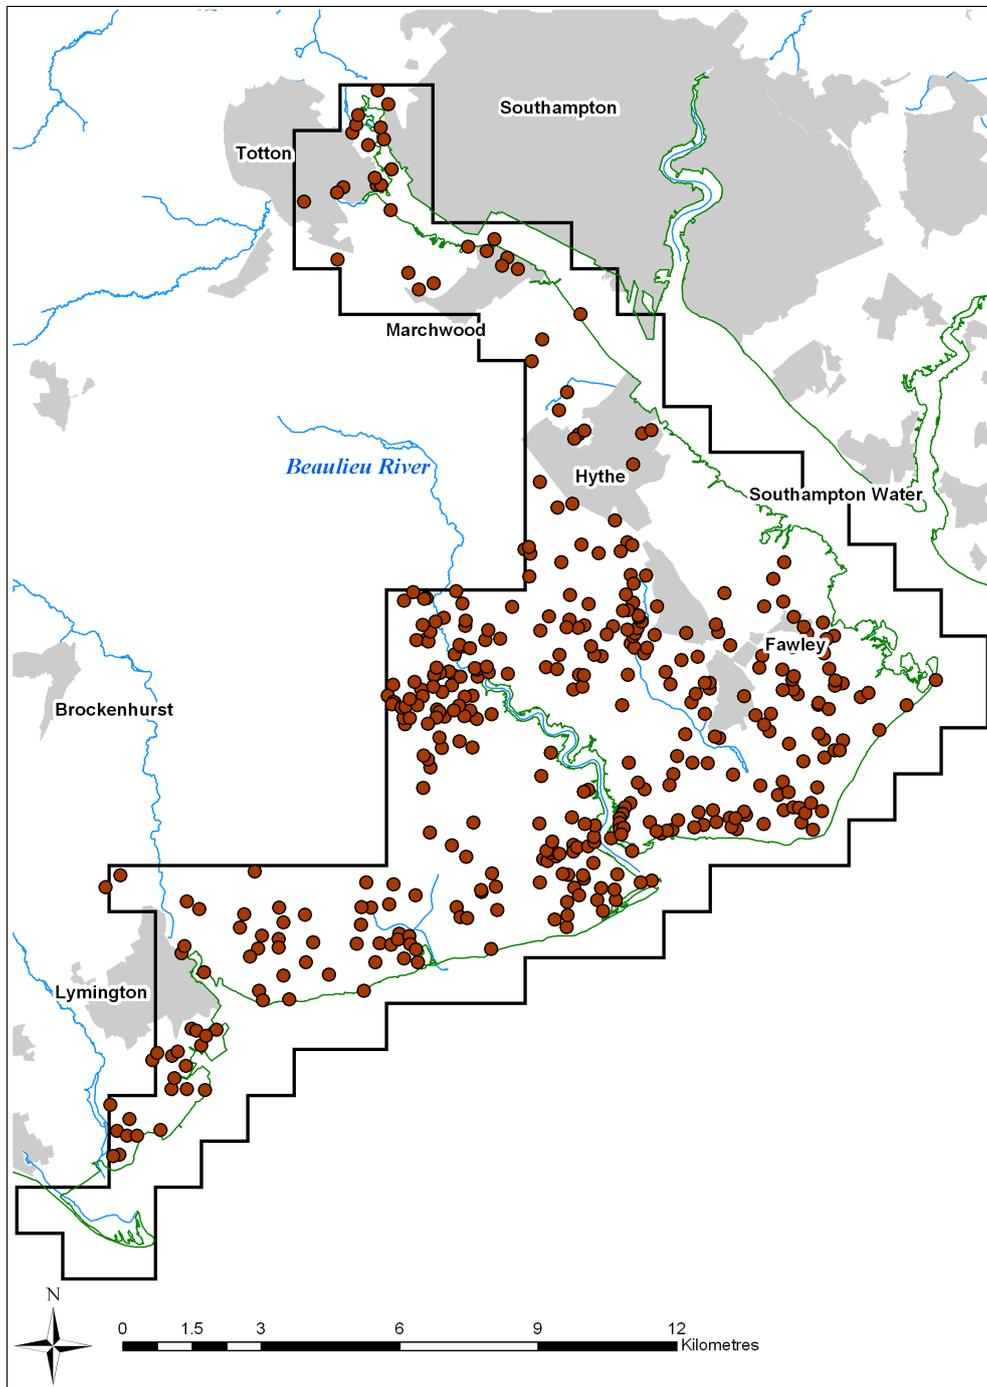 Southampton
Totton
Marchwood
Beaulieu River
Hythe
Southampton Water
Fawley
Brockenhurst
Lymington
N
0 1.5 3 6 9 12
Kilometres